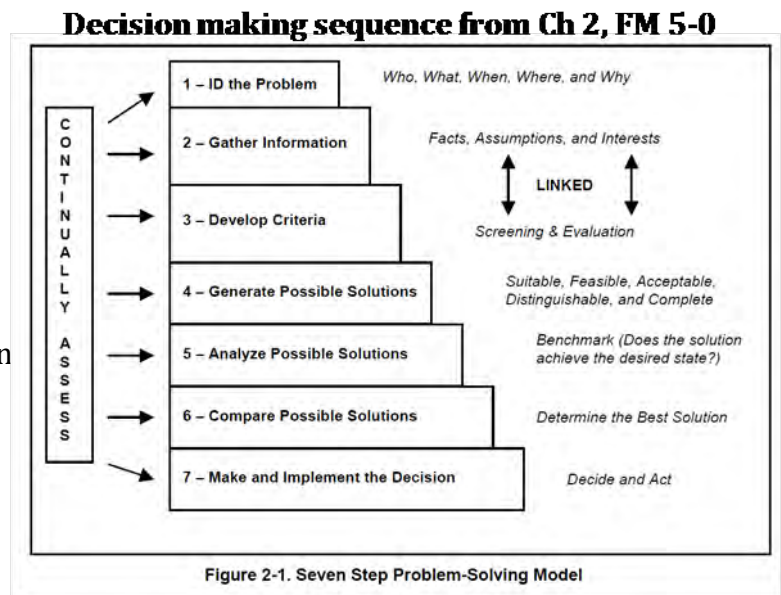 Decision making sequence from Ch 2, FM 5-0
CONTINUALLY ASSESS
1 – ID the Problem
Who, What, When, Where, and Why
2 – Gather Information
Facts, Assumptions, and Interests
LINKED
3 – Develop Criteria
Screening & Evaluation
4 – Generate Possible Solutions
Suitable, Feasible, Acceptable,
Distinguishable, and Complete
n
5 – Analyze Possible Solutions
Benchmark (Does the solution
achieve the desired state?)
6 – Compare Possible Solutions
Determine the Best Solution
7 – Make and Implement the Decision
Decide and Act
Figure 2-1. Seven Step Problem-Solving Model